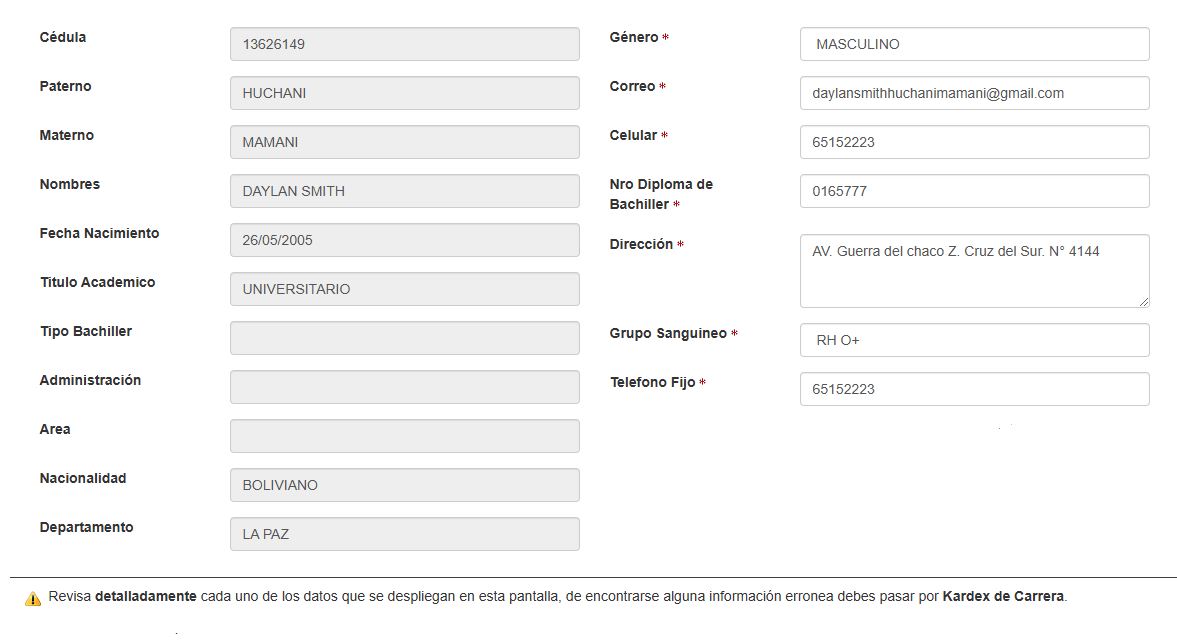 Cédula
13626149
Paterno
HUCHANI
Materno
MAMANI
Nombres
DAYLAN SMITH
Fecha Nacimiento
26/05/2005
Titulo Academico
UNIVERSITARIO
Tipo Bachiller
Administración
Area
Nacionalidad
BOLIVIANO
Departamento
LA PAZ
Género *
MASCULINO
Correo *
daylansmithhuchanimamani@gmail.com
Celular *
65152223
Nro Diploma de
Bachiller *
0165777
Dirección *
AV. Guerra del chaco Z. Cruz del Sur. N° 4144
Grupo Sanguineo *
RH O+
Telefono Fijo *
65152223
Revisa detalladamente cada uno de los datos que se despliegan en esta pantalla, de encontrarse alguna información erronea debes pasar por Kardex de Carrera.